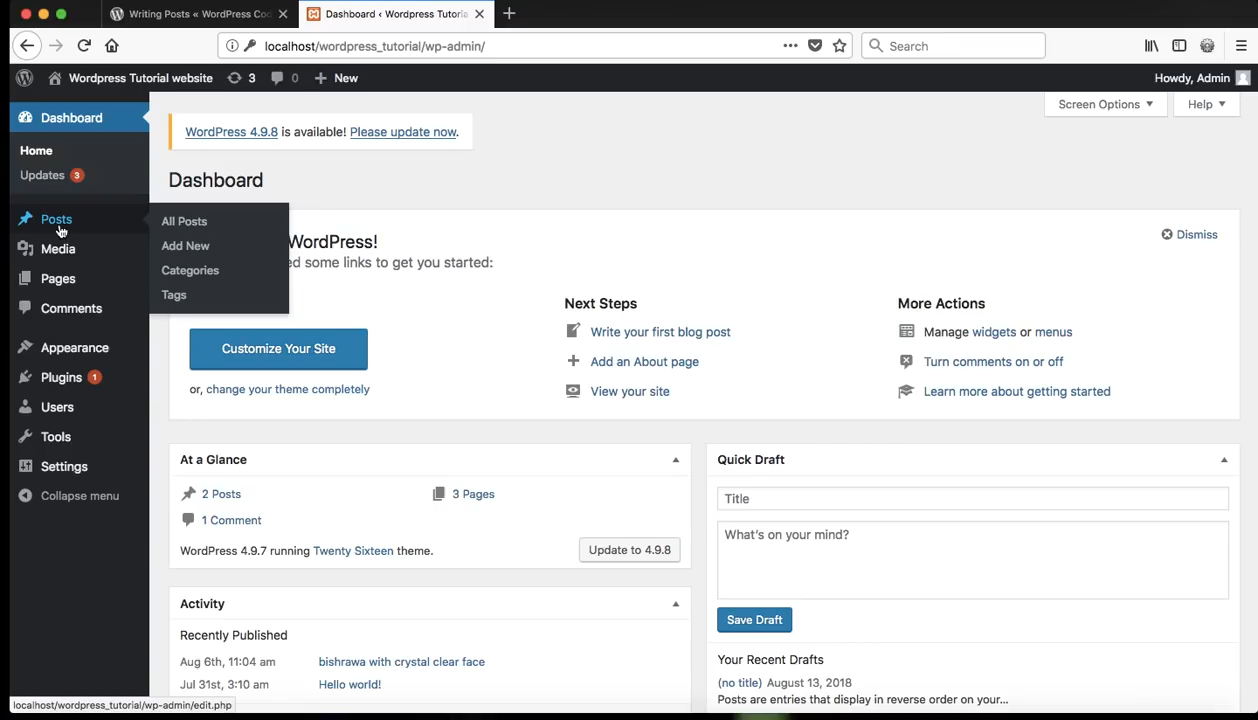 Writing Posts « WordPress Cod
Dashboard ‹ Wordpress Tutorial
localhost/wordpress_tutorial/wp-admin/
Search
Wordpress Tutorial website 3 0 New
Howdy, Admin
Dashboard
Home
Updates 3
Posts
Media
Pages
Comments
Appearance
Plugins 1
Users
Tools
Settings
Collapse menu
All Posts
Add New
Categories
Tags
Screen Options
Help
WordPress 4.9.8 is available! Please update now.
Dashboard
WordPress!
ed some links to get you started:
Dismiss
Customize Your Site
or, change your theme completely
Next Steps
Write your first blog post
Add an About page
View your site
More Actions
Manage widgets or menus
Turn comments on or off
Learn more about getting started
At a Glance
2 Posts
3 Pages
1 Comment
WordPress 4.9.7 running Twenty Sixteen theme.
Update to 4.9.8
Activity
Recently Published
Aug 6th, 11:04 am bishrawa with crystal clear face
Jul 31st, 3:10 am Hello world!
Quick Draft
Title
What's on your mind?
Save Draft
Your Recent Drafts
(no title) August 13, 2018
Posts are entries that display in reverse order on your...
localhost/wordpress_tutorial/wp-admin/edit.php